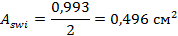 A_swi = 0,993/2 = 0,496 см²